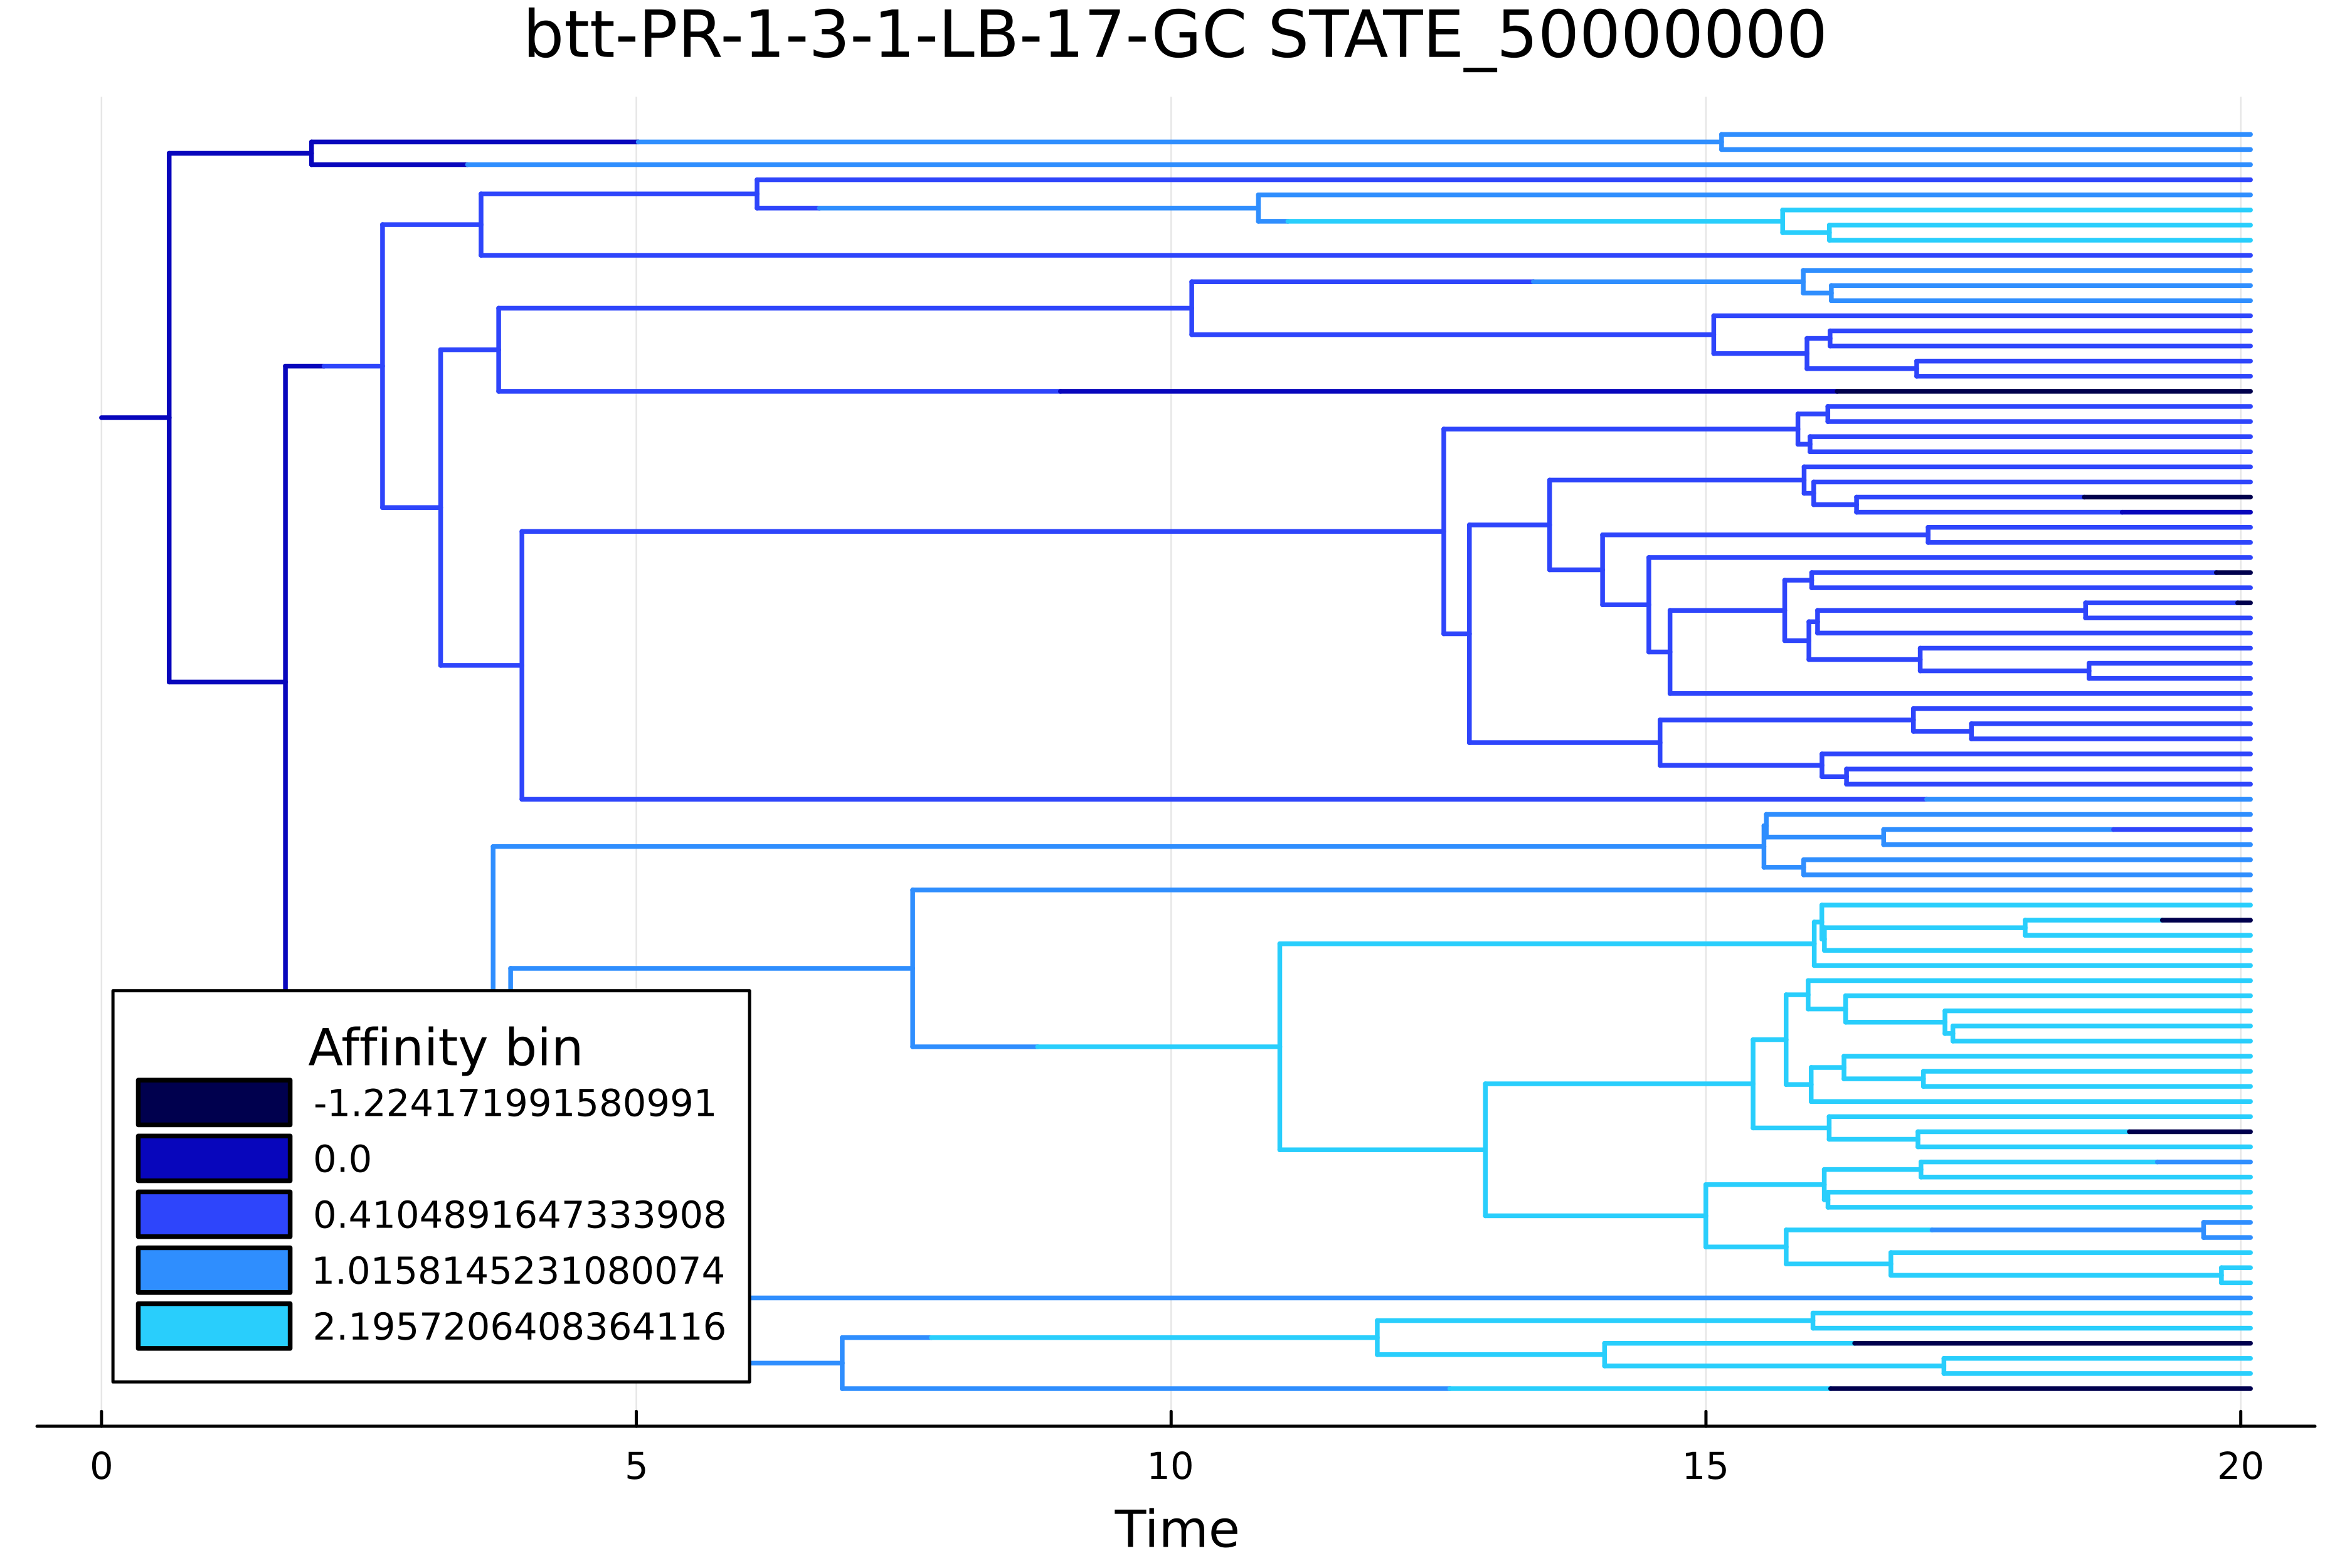 btt-PR-1-3-1-LB-17-GC STATE_50000000
Affinity bin
-1.224171991580991
0.0
0.4104891647333908
1.0158145231080074
2.1957206408364116
0 5 10 15 20
Time